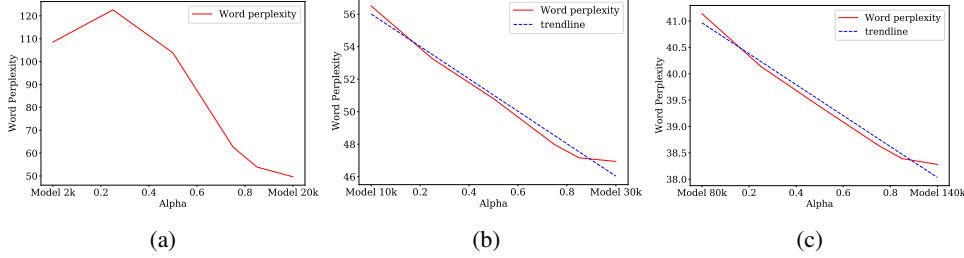 Word perplexity
120
110
100
90
80
70
60
50
Word Perplexity
Model 2k 0.2 0.4 0.6 0.8 Model 20k
Alpha
(a)
Word perplexity
trendline
56
54
52
50
48
46
Word Perplexity
Model 10k 0.2 0.4 0.6 0.8 Model 30k
Alpha
(b)
Word perplexity
trendline
41.0
40.5
40.0
39.5
39.0
38.5
38.0
Word Perplexity
Model 80k 0.2 0.4 0.6 0.8 Model 140k
Alpha
(c)